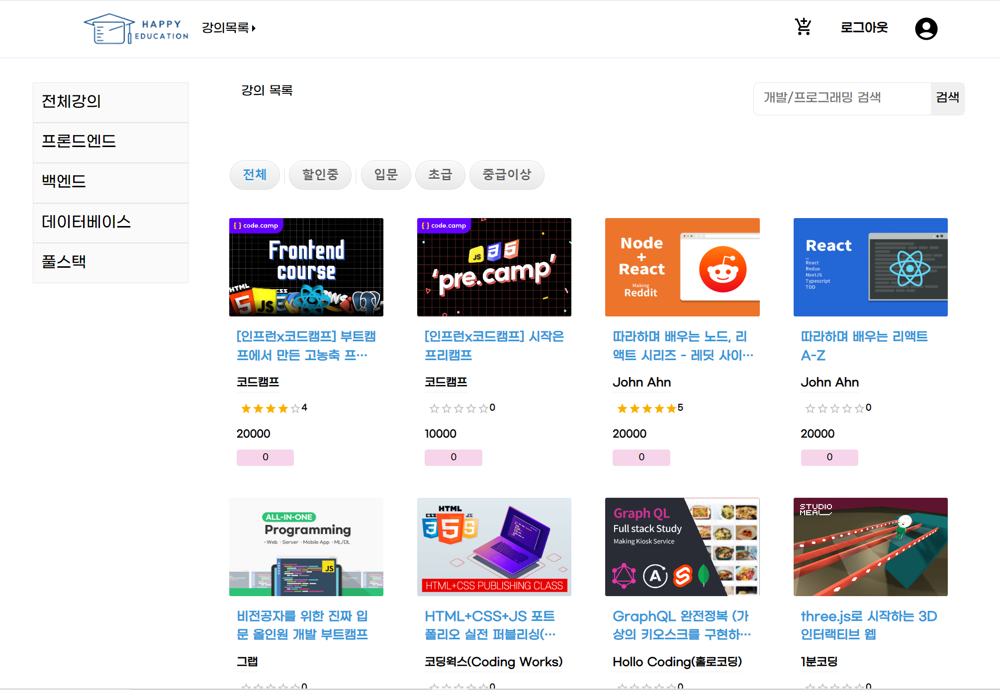 HAPPY
EDUCATION
강의목록
로그아웃
전체강의
프론드엔드
백엔드
데이터베이스
풀스택
강의 목록
개발/프로그래밍 검색
검색
전체
할인중
입문
초급
중급이상
{ } code.camp
Frontend
course
HTML
5
JS
CSS
{ } code.camp
JS
3
5
'pre.camp'
Node
+
React
Making
Reddit
React
React
Redux
NextJS
Typescript
TDD
[인프런x코드캠프] 부트캠
프에서 만든 고농축 프…
코드캠프
4
20000
0
[인프런x코드캠프] 시작은
프리캠프
코드캠프
0
10000
0
따라하며 배우는 노드, 리
액트 시리즈 - 레딧 사이…
John Ahn
5
20000
0
따라하며 배우는 리액트
A-Z
John Ahn
0
20000
0
ALL-IN-ONE
Programming
• Web • Server • Mobile App • ML/DL
JS
HTML
CSS
JS
3
5
5
HTML+CSS PUBLISHING CLASS
Graph QL
Full stack Study
Making Kiosk Service
A
STUDIO
MEAL
비전공자를 위한 진짜 입
문 올인원 개발 부트캠프
그랩
0
HTML+CSS+JS 포트
폴리오 실전 퍼블리싱(…
코딩웍스(Coding Works)
0
GraphQL 완전정복 (가
상의 키오스크를 구현하…
Hollo Coding(홀로코딩)
0
three.js로 시작하는 3D
인터랙티브 웹
1분코딩
0